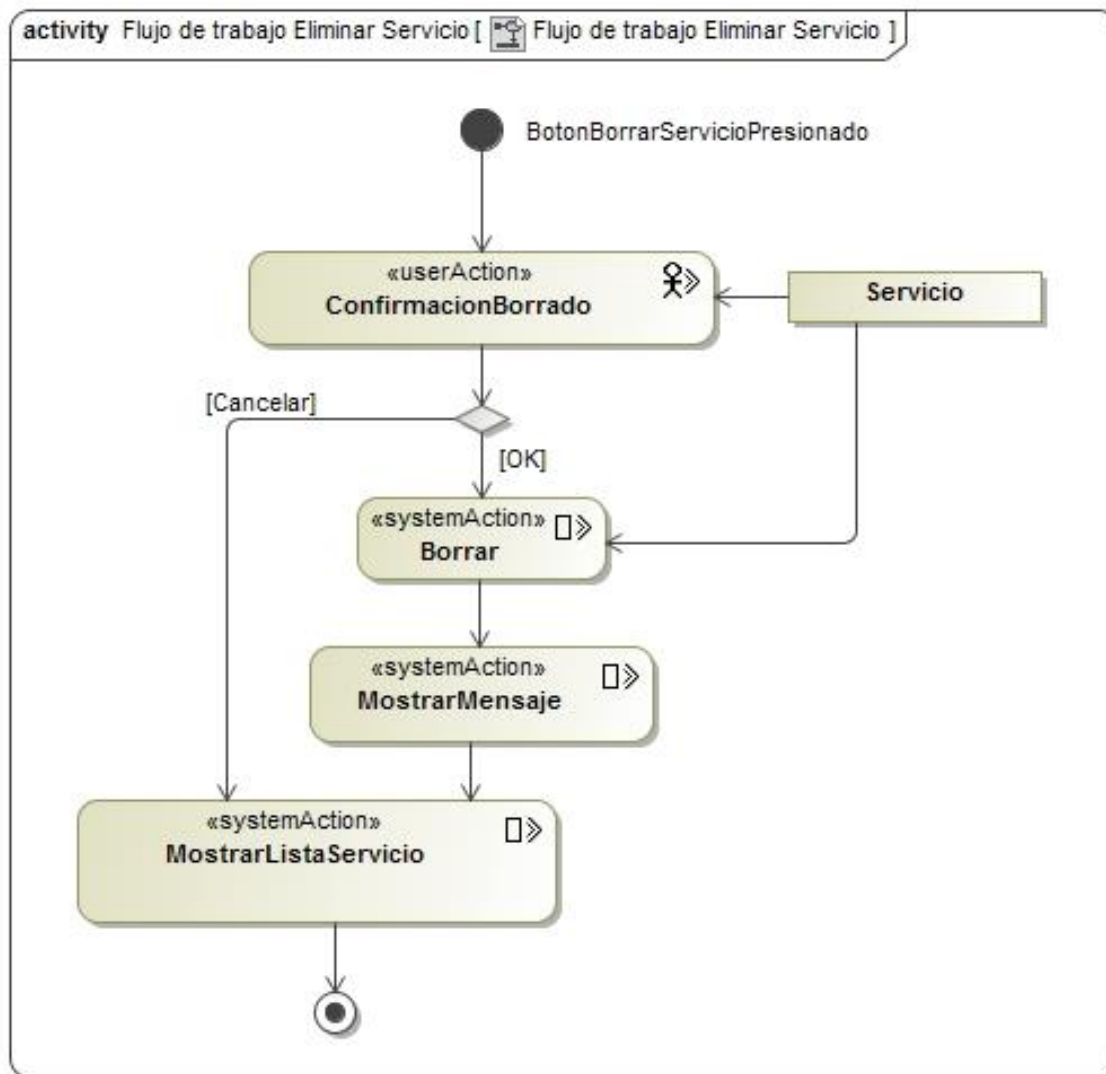 activity Flujo de trabajo Eliminar Servicio [ Flujo de trabajo Eliminar Servicio ]
BotonBorrarServicioPresionado
«userAction»
ConfirmacionBorrado
Servicio
[Cancelar]
[OK]
«systemAction»
Borrar
«systemAction»
MostrarMensaje
«systemAction»
MostrarListaServicio